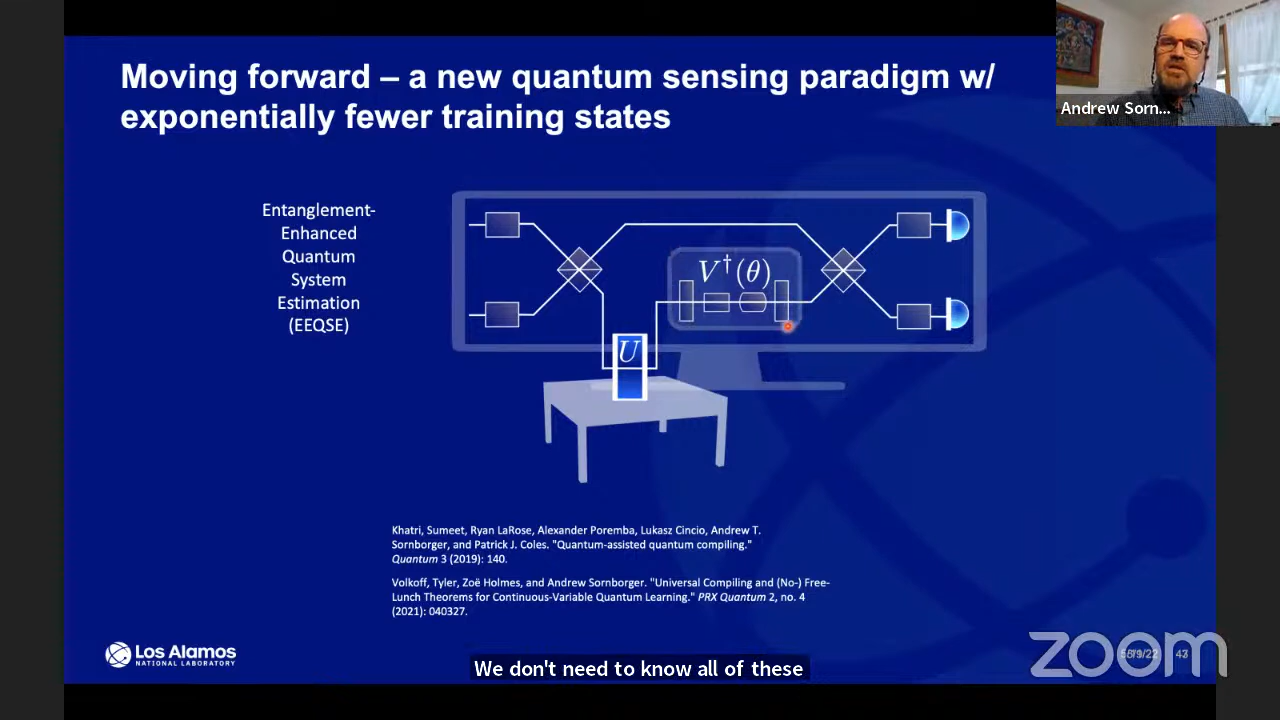 Moving forward – a new quantum sensing paradigm w/
exponentially fewer training states
Andrew Sorn...
Entanglement-
Enhanced
Quantum
System
Estimation
(EEQSE)
V†(θ)
U
Khatri, Sumeet, Ryan LaRose, Alexander Poremba, Lukasz Cincio, Andrew T.
Sornborger, and Patrick J. Coles. "Quantum-assisted quantum compiling."
Quantum 3 (2019): 140.
Volkoff, Tyler, Zoë Holmes, and Andrew Sornborger. "Universal Compiling and (No-) Free-
Lunch Theorems for Continuous-Variable Quantum Learning." PRX Quantum 2, no. 4
(2021): 040327.
Los Alamos
NATIONAL LABORATORY
We don't need to know all of these
zoom
43